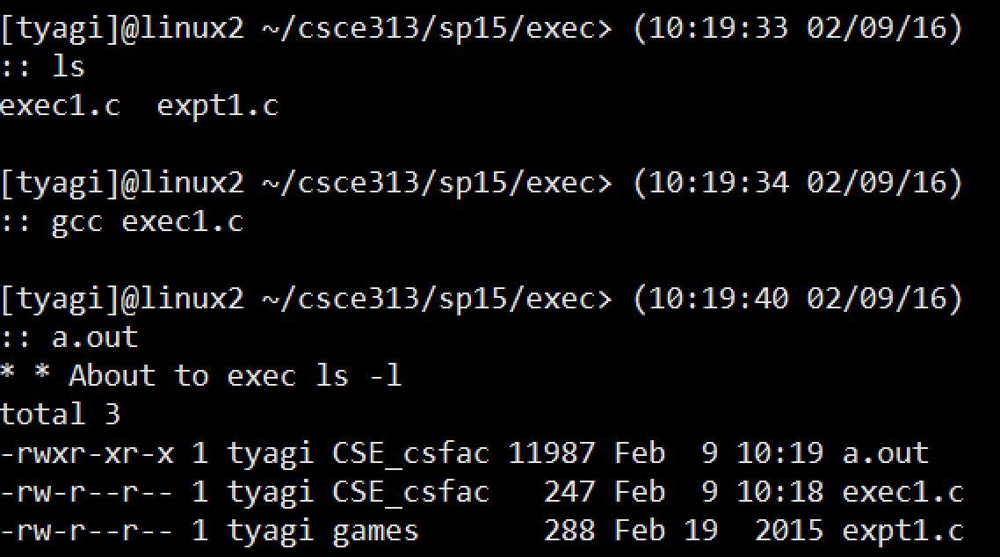 [tyagi]@linux2 ~/csce313/sp15/exec> (10:19:33 02/09/16)
:: ls
exec1.c  expt1.c

[tyagi]@linux2 ~/csce313/sp15/exec> (10:19:34 02/09/16)
:: gcc exec1.c

[tyagi]@linux2 ~/csce313/sp15/exec> (10:19:40 02/09/16)
:: a.out
* * About to exec ls -l
total 3
-rwxr-xr-x 1 tyagi CSE_csfac 11987 Feb  9 10:19 a.out
-rw-r--r-- 1 tyagi CSE_csfac   247 Feb  9 10:18 exec1.c
-rw-r--r-- 1 tyagi games       288 Feb 19  2015 expt1.c